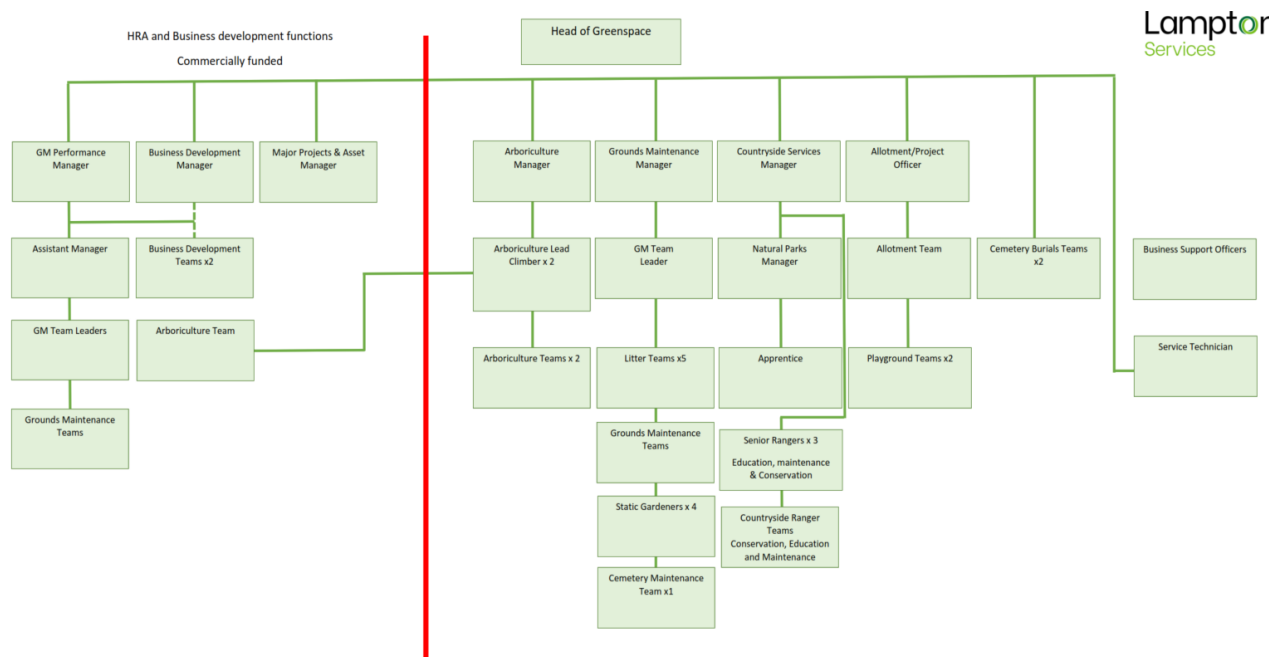 HRA and Business development functions
Commercially funded
Head of Greenspace
Lampton
Services
GM Performance
Manager
Business Development
Manager
Major Projects & Asset
Manager
Arboriculture
Manager
Grounds Maintenance
Manager
Countryside Services
Manager
Allotment/Project
Officer
Assistant Manager
Business Development
Teams x2
Arboriculture Lead
Climber x 2
GM Team
Leader
Natural Parks
Manager
Allotment Team
Cemetery Burials Teams
x2
Business Support Officers
GM Team Leaders
Arboriculture Team
Arboriculture Teams x 2
Litter Teams x5
Apprentice
Playground Teams x2
Service Technician
Grounds Maintenance
Teams
Grounds Maintenance
Teams
Senior Rangers x 3
Education, maintenance
& Conservation
Static Gardeners x 4
Countryside Ranger
Teams
Conservation, Education
and Maintenance
Cemetery Maintenance
Team x1